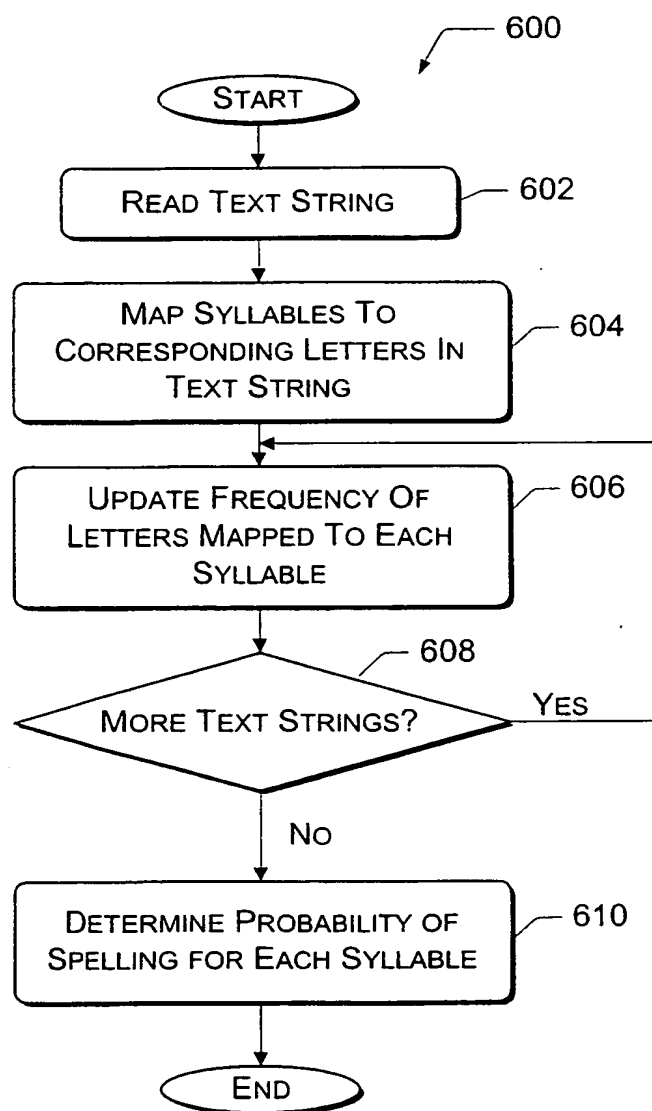 600
START
READ TEXT STRING
602
MAP SYLLABLES TO
CORRESPONDING LETTERS IN
TEXT STRING
604
UPDATE FREQUENCY OF
LETTERS MAPPED TO EACH
SYLLABLE
606
608
MORE TEXT STRINGS?
YES
NO
DETERMINE PROBABILITY OF
SPELLING FOR EACH SYLLABLE
610
END